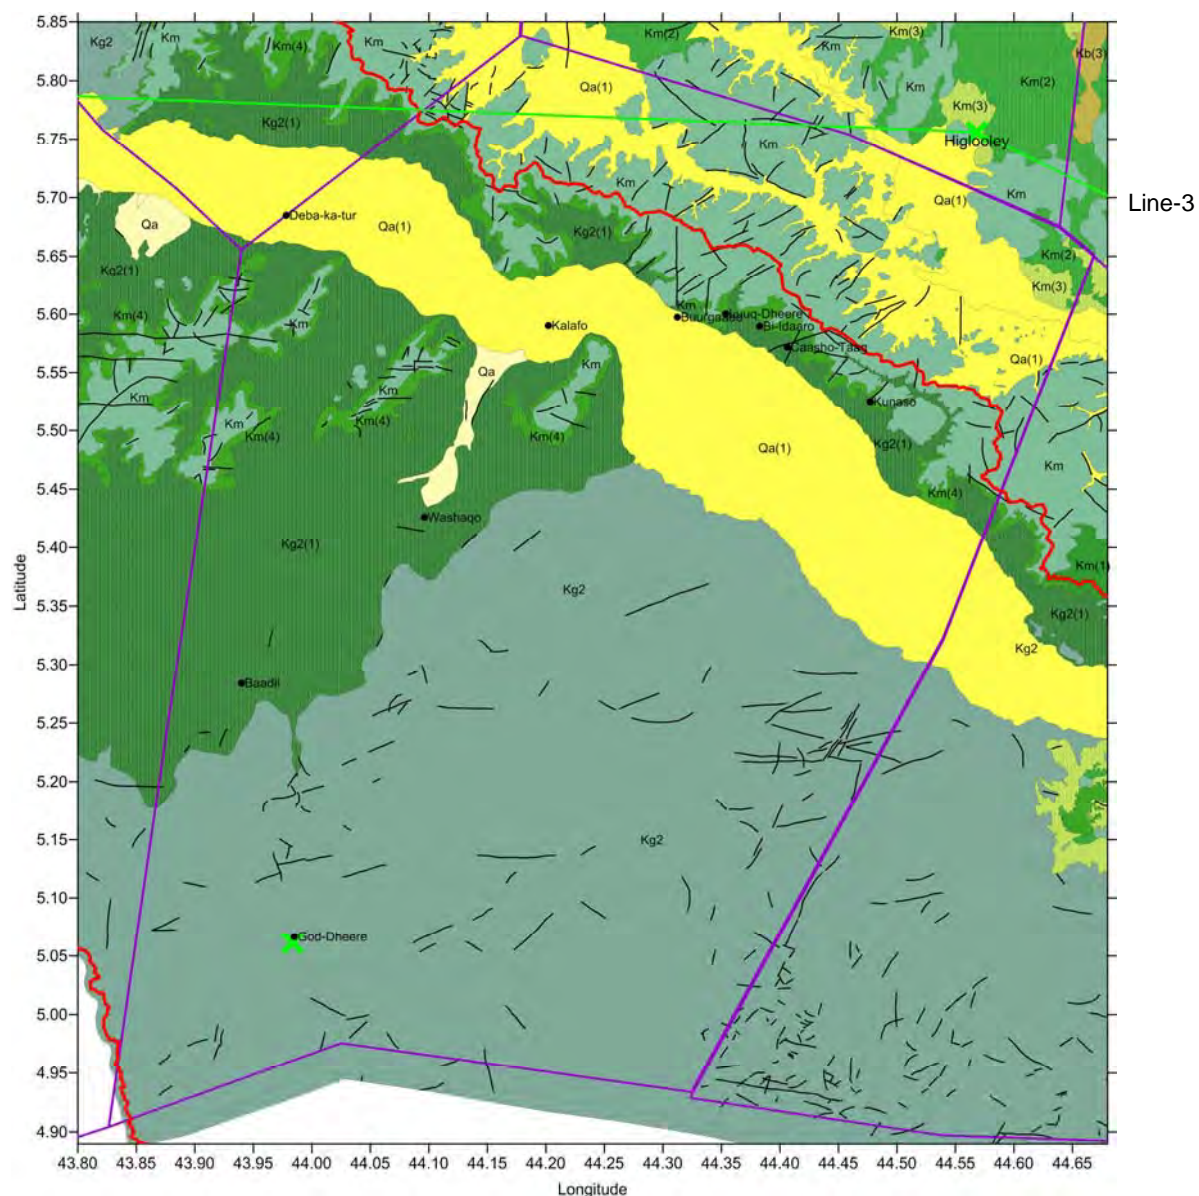 5.85
Kg2
Km
Km(4)
Km
Km(2)
Km
Km(3)
Kb(3)
5.80
Qa(1)
Km
Km(2)
Km(3)
Kg2(1)
5.75
Km
Higlooley
Km
Km
5.70
Qa(1)
Line-3
Deba-ka-tur
Qa
Qa(1)
Kg2(1)
5.65
Kg2(1)
Km(2)
Km(3)
5.60
Km(4)
Km
Km
Buurgaabo
Dheere
Kalafo
Bi-Idaaro
Caasho-Taag
5.55
Qa
Km
Qa(1)
Km
Km
Kunaso
Km
Km(4)
5.50
Km(4)
Km(4)
Qa(1)
Kg2(1)
Km
5.45
Km(4)
Washaqo
5.40
Kg2(1)
Km(1)
Kg2
5.35
Kg2(1)
Latitude
5.30
Kg2
Baadil
5.25
5.20
5.15
Kg2
5.10
God-Dheere
5.05
5.00
4.95
4.90
43.80 43.85 43.90 43.95 44.00 44.05 44.10 44.15 44.20 44.25 44.30 44.35 44.40 44.45 44.50 44.55 44.60 44.65
Longitude